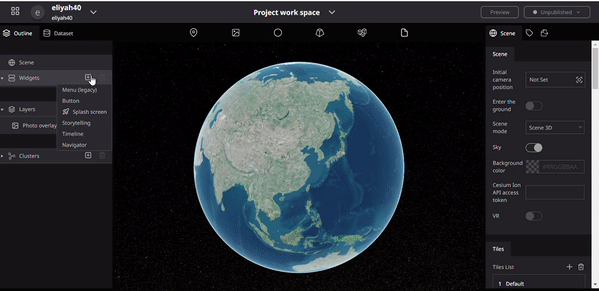 e
eliyah40
eliyah40
Project work space
Preview
Unpublished
Outline
Dataset
Scene
Scene
Widgets
Menu (legacy)
Button
Splash screen
Storytelling
Timeline
Navigator
Layers
Photo overlay
Clusters
Scene
Initial
camera
position
Not Set
Enter the
ground
Scene
mode
Scene 3D
Sky
Background
color
#RRGGBBAA
Cesium Ion
API access
token
VR
Tiles
Tiles List
1 Default